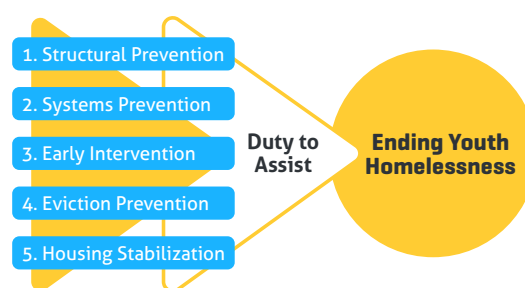 1. Structural Prevention
2. Systems Prevention
3. Early Intervention
4. Eviction Prevention
5. Housing Stabilization
Duty to
Assist
Ending Youth
Homelessness